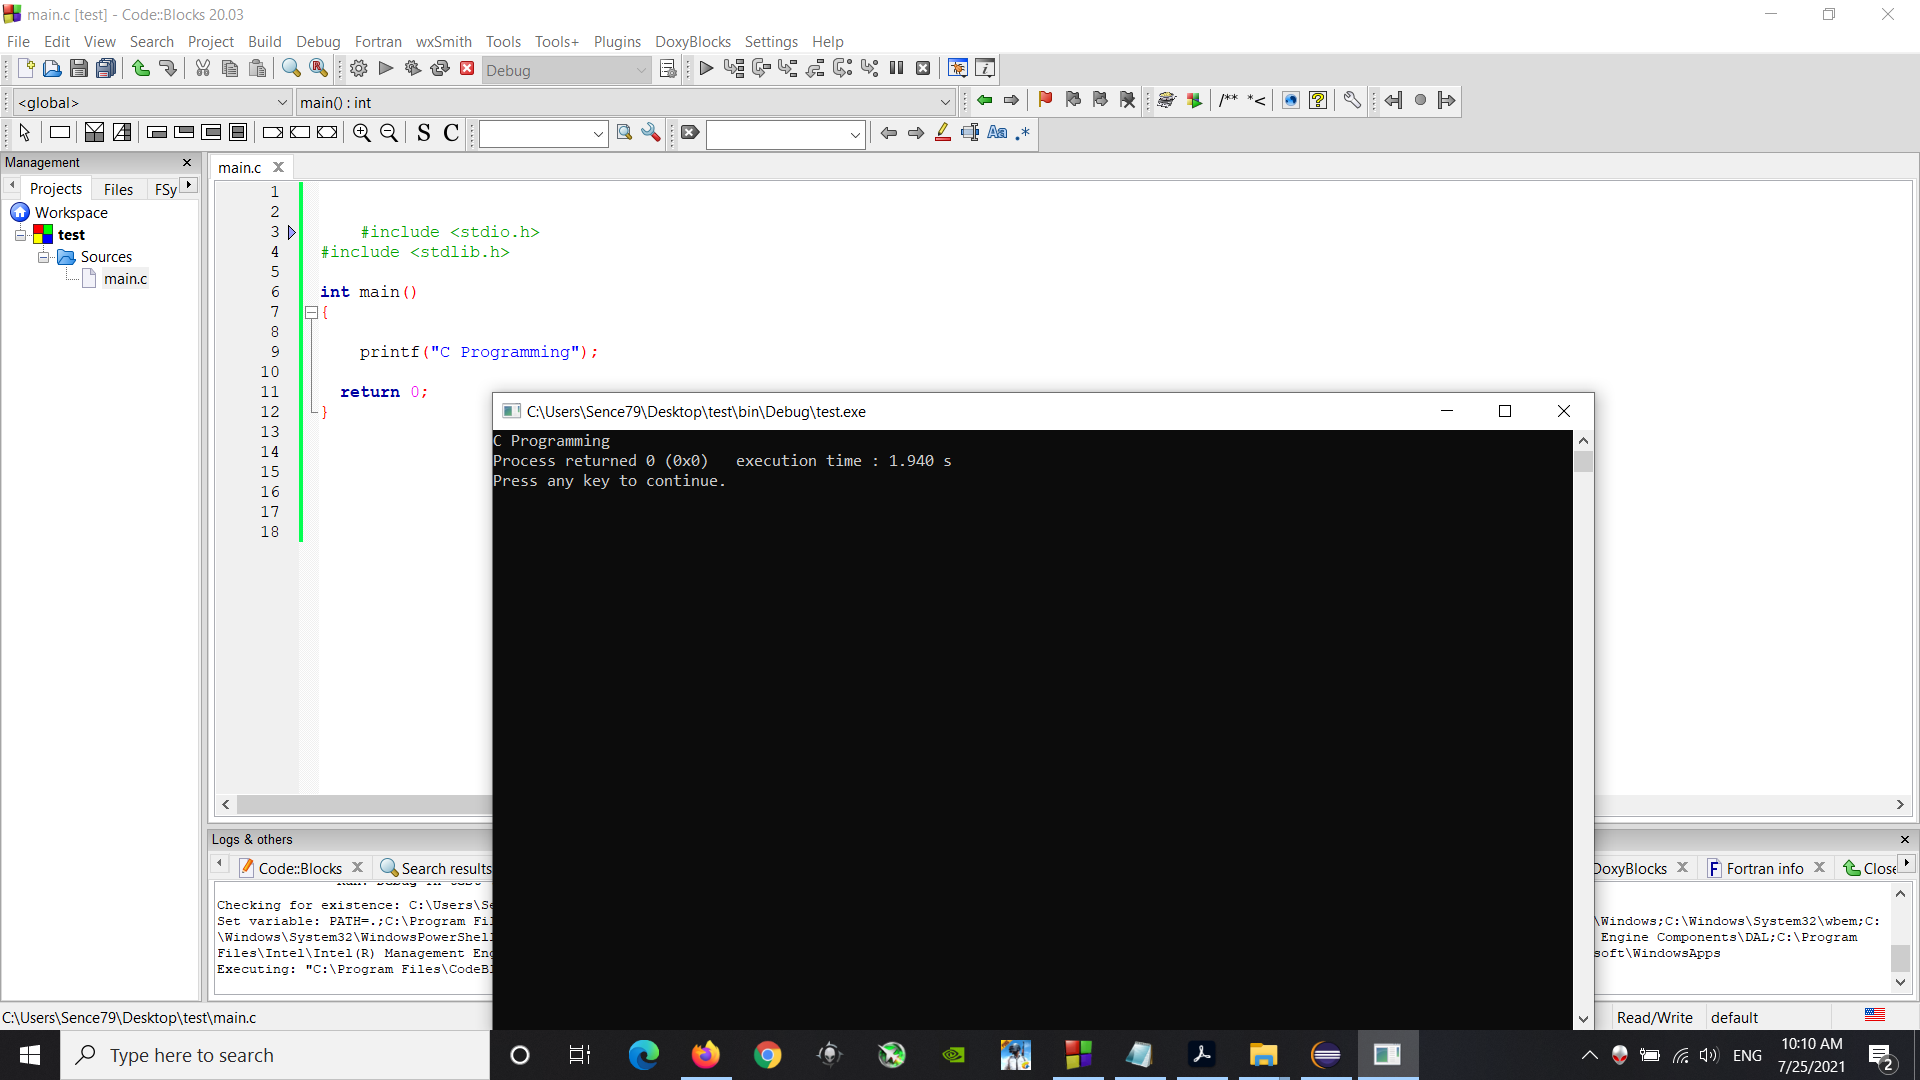 main.c [test] - Code::Blocks 20.03
File Edit View Search Project Build Debug Fortran wxSmith Tools Tools+ Plugins DoxyBlocks Settings Help
Debug
<global> main() : int
/** *<
S C Aa .*
Management
Projects Files FSy
Workspace
test
Sources
main.c
main.c
1
2
3 #include <stdio.h>
4 #include <stdlib.h>
5
6 int main()
7 {
8
9 printf("C Programming");
10
11 return 0;
12 }
13
14
15
16
17
18
C:\Users\Sence79\Desktop\test\bin\Debug\test.exe
C Programming
Process returned 0 (0x0)   execution time : 1.940 s
Press any key to continue.
Logs & others
Code::Blocks Search results DoxyBlocks Fortran info Close
Checking for existence: C:\Users\Se
Set variable: PATH=.;C:\Program Fil \Windows;C:\Windows\System32\wbem;C:
\Windows\System32\WindowsPowerShell Engine Components\DAL;C:\Program
Files\Intel\Intel(R) Management Eng soft\WindowsApps
Executing: "C:\Program Files\CodeBl
C:\Users\Sence79\Desktop\test\main.c Read/Write default
Type here to search
ENG
10:10 AM
7/25/2021
2